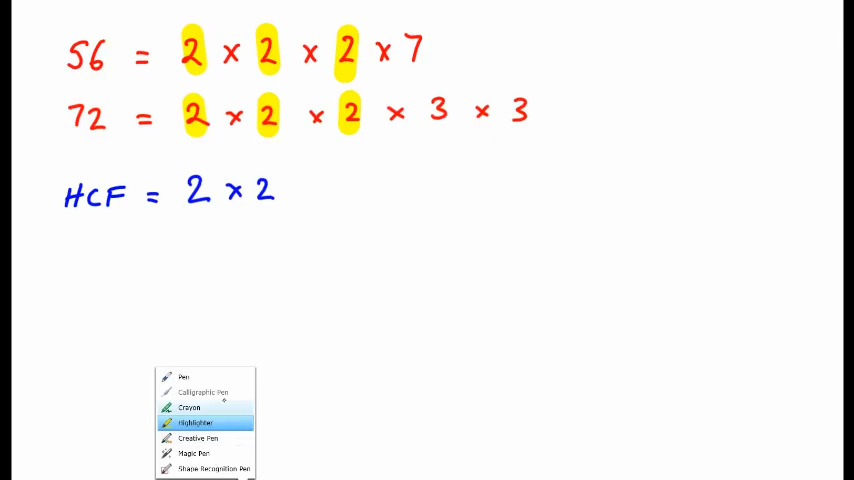 56 = 2 × 2 × 2 × 7
72 = 2 × 2 × 2 × 3 × 3
HCF = 2 × 2
Pen
Calligraphic Pen
Crayon
Highlighter
Creative Pen
Magic Pen
Shape Recognition Pen